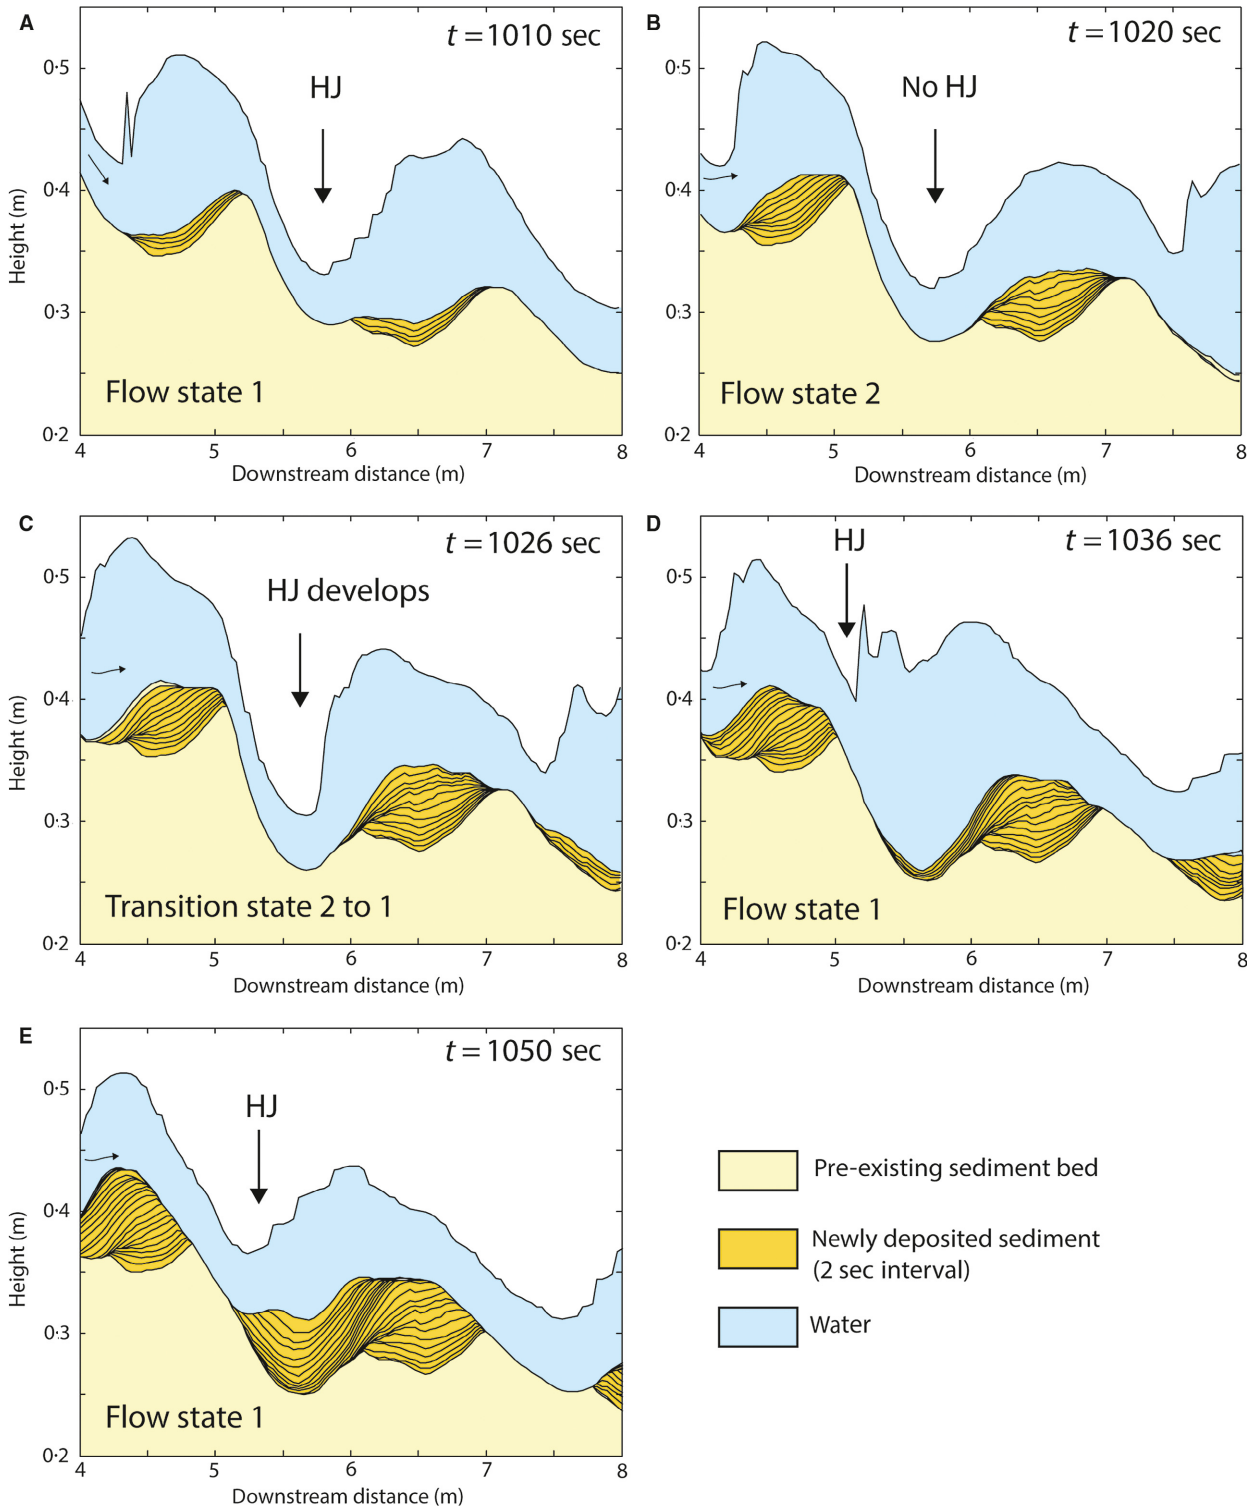 A
t = 1010 sec
HJ
Flow state 1
Height (m)
0·5
0·4
0·3
0·2
4 5 6 7 8
Downstream distance (m)
B
t = 1020 sec
No HJ
Flow state 2
0·5
0·4
0·3
0·2
4 5 6 7 8
Downstream distance (m)
C
t = 1026 sec
HJ develops
Transition state 2 to 1
Height (m)
0·5
0·4
0·3
0·2
4 5 6 7 8
Downstream distance (m)
D
t = 1036 sec
HJ
Flow state 1
0·5
0·4
0·3
0·2
4 5 6 7 8
Downstream distance (m)
E
t = 1050 sec
HJ
Flow state 1
Height (m)
0·5
0·4
0·3
0·2
4 5 6 7 8
Downstream distance (m)
Pre-existing sediment bed
Newly deposited sediment
(2 sec interval)
Water